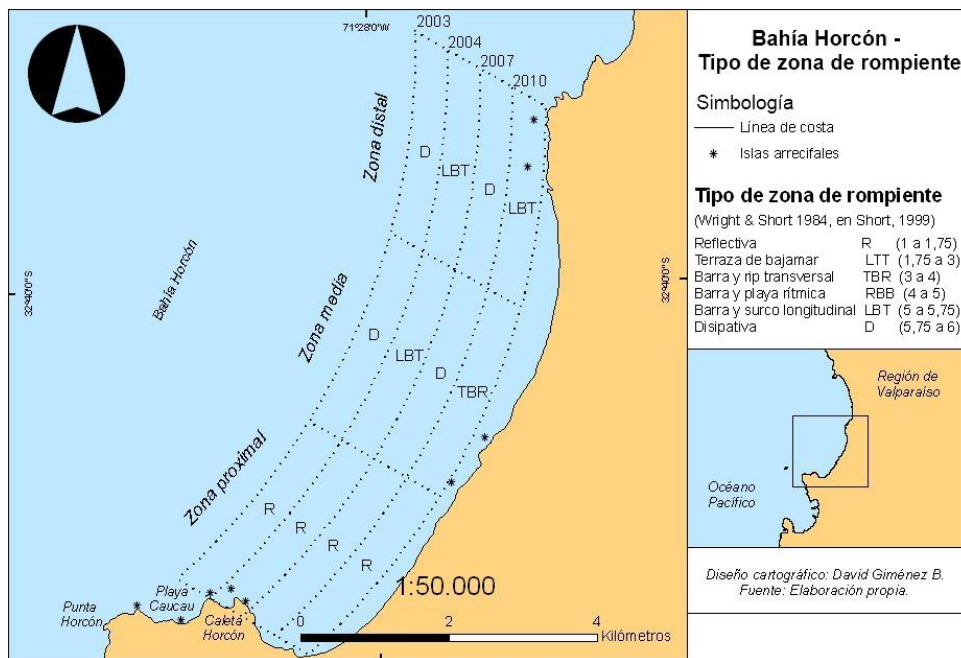 71°28'0"W
2003
2004
2007
2010
Zona distal
D
LBT
D
LBT
32°40'0"S
32°40'0"S
Bahía Horcón
Zona media
D
LBT
D
TBR
Zona proximal
R
R
R
R
Punta
Horcón
Playa
Caucau
Caleta
Horcón
1:50.000
0 2 4
Kilómetros
Bahía Horcón -
Tipo de zona de rompiente
Simbología
Línea de costa
Islas arrecifales
Tipo de zona de rompiente
(Wright & Short 1984, en Short, 1999)
Reflectiva R (1 a 1,75)
Terraza de bajamar LTT (1,75 a 3)
Barra y rip transversal TBR (3 a 4)
Barra y playa rítmica RBB (4 a 5)
Barra y surco longitudinal LBT (5 a 5,75)
Disipativa D (5,75 a 6)
Región de
Valparaíso
Océano
Pacífico
Diseño cartográfico: David Giménez B.
Fuente: Elaboración propia.